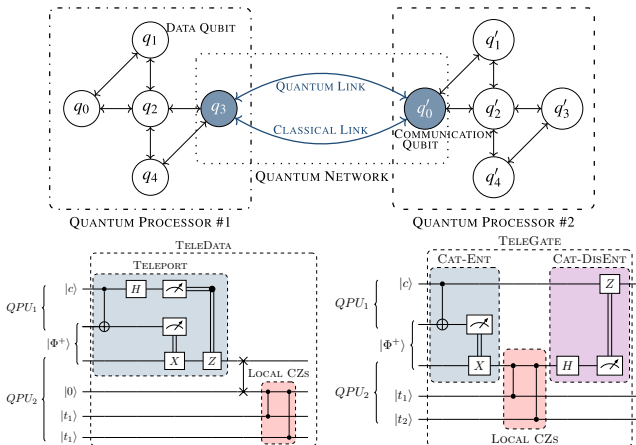 q1 DATA QUBIT
q0 q2 q3
q4
QUANTUM LINK
CLASSICAL LINK
QUANTUM NETWORK
q′1
q′0 q′2 q′3
COMMUNICATION
QUBIT
q′4
QUANTUM PROCESSOR #1
QUANTUM PROCESSOR #2
TELEDATA
TELEPORT
QPU1
|c⟩ H
|Φ+⟩
X Z
QPU2
|0⟩
LOCAL CZS
|t1⟩
|t1⟩
TELEGATE
CAT-ENT CAT-DISENT
QPU1
|c⟩ Z
|Φ+⟩
X H
QPU2
|t1⟩
|t2⟩
LOCAL CZS